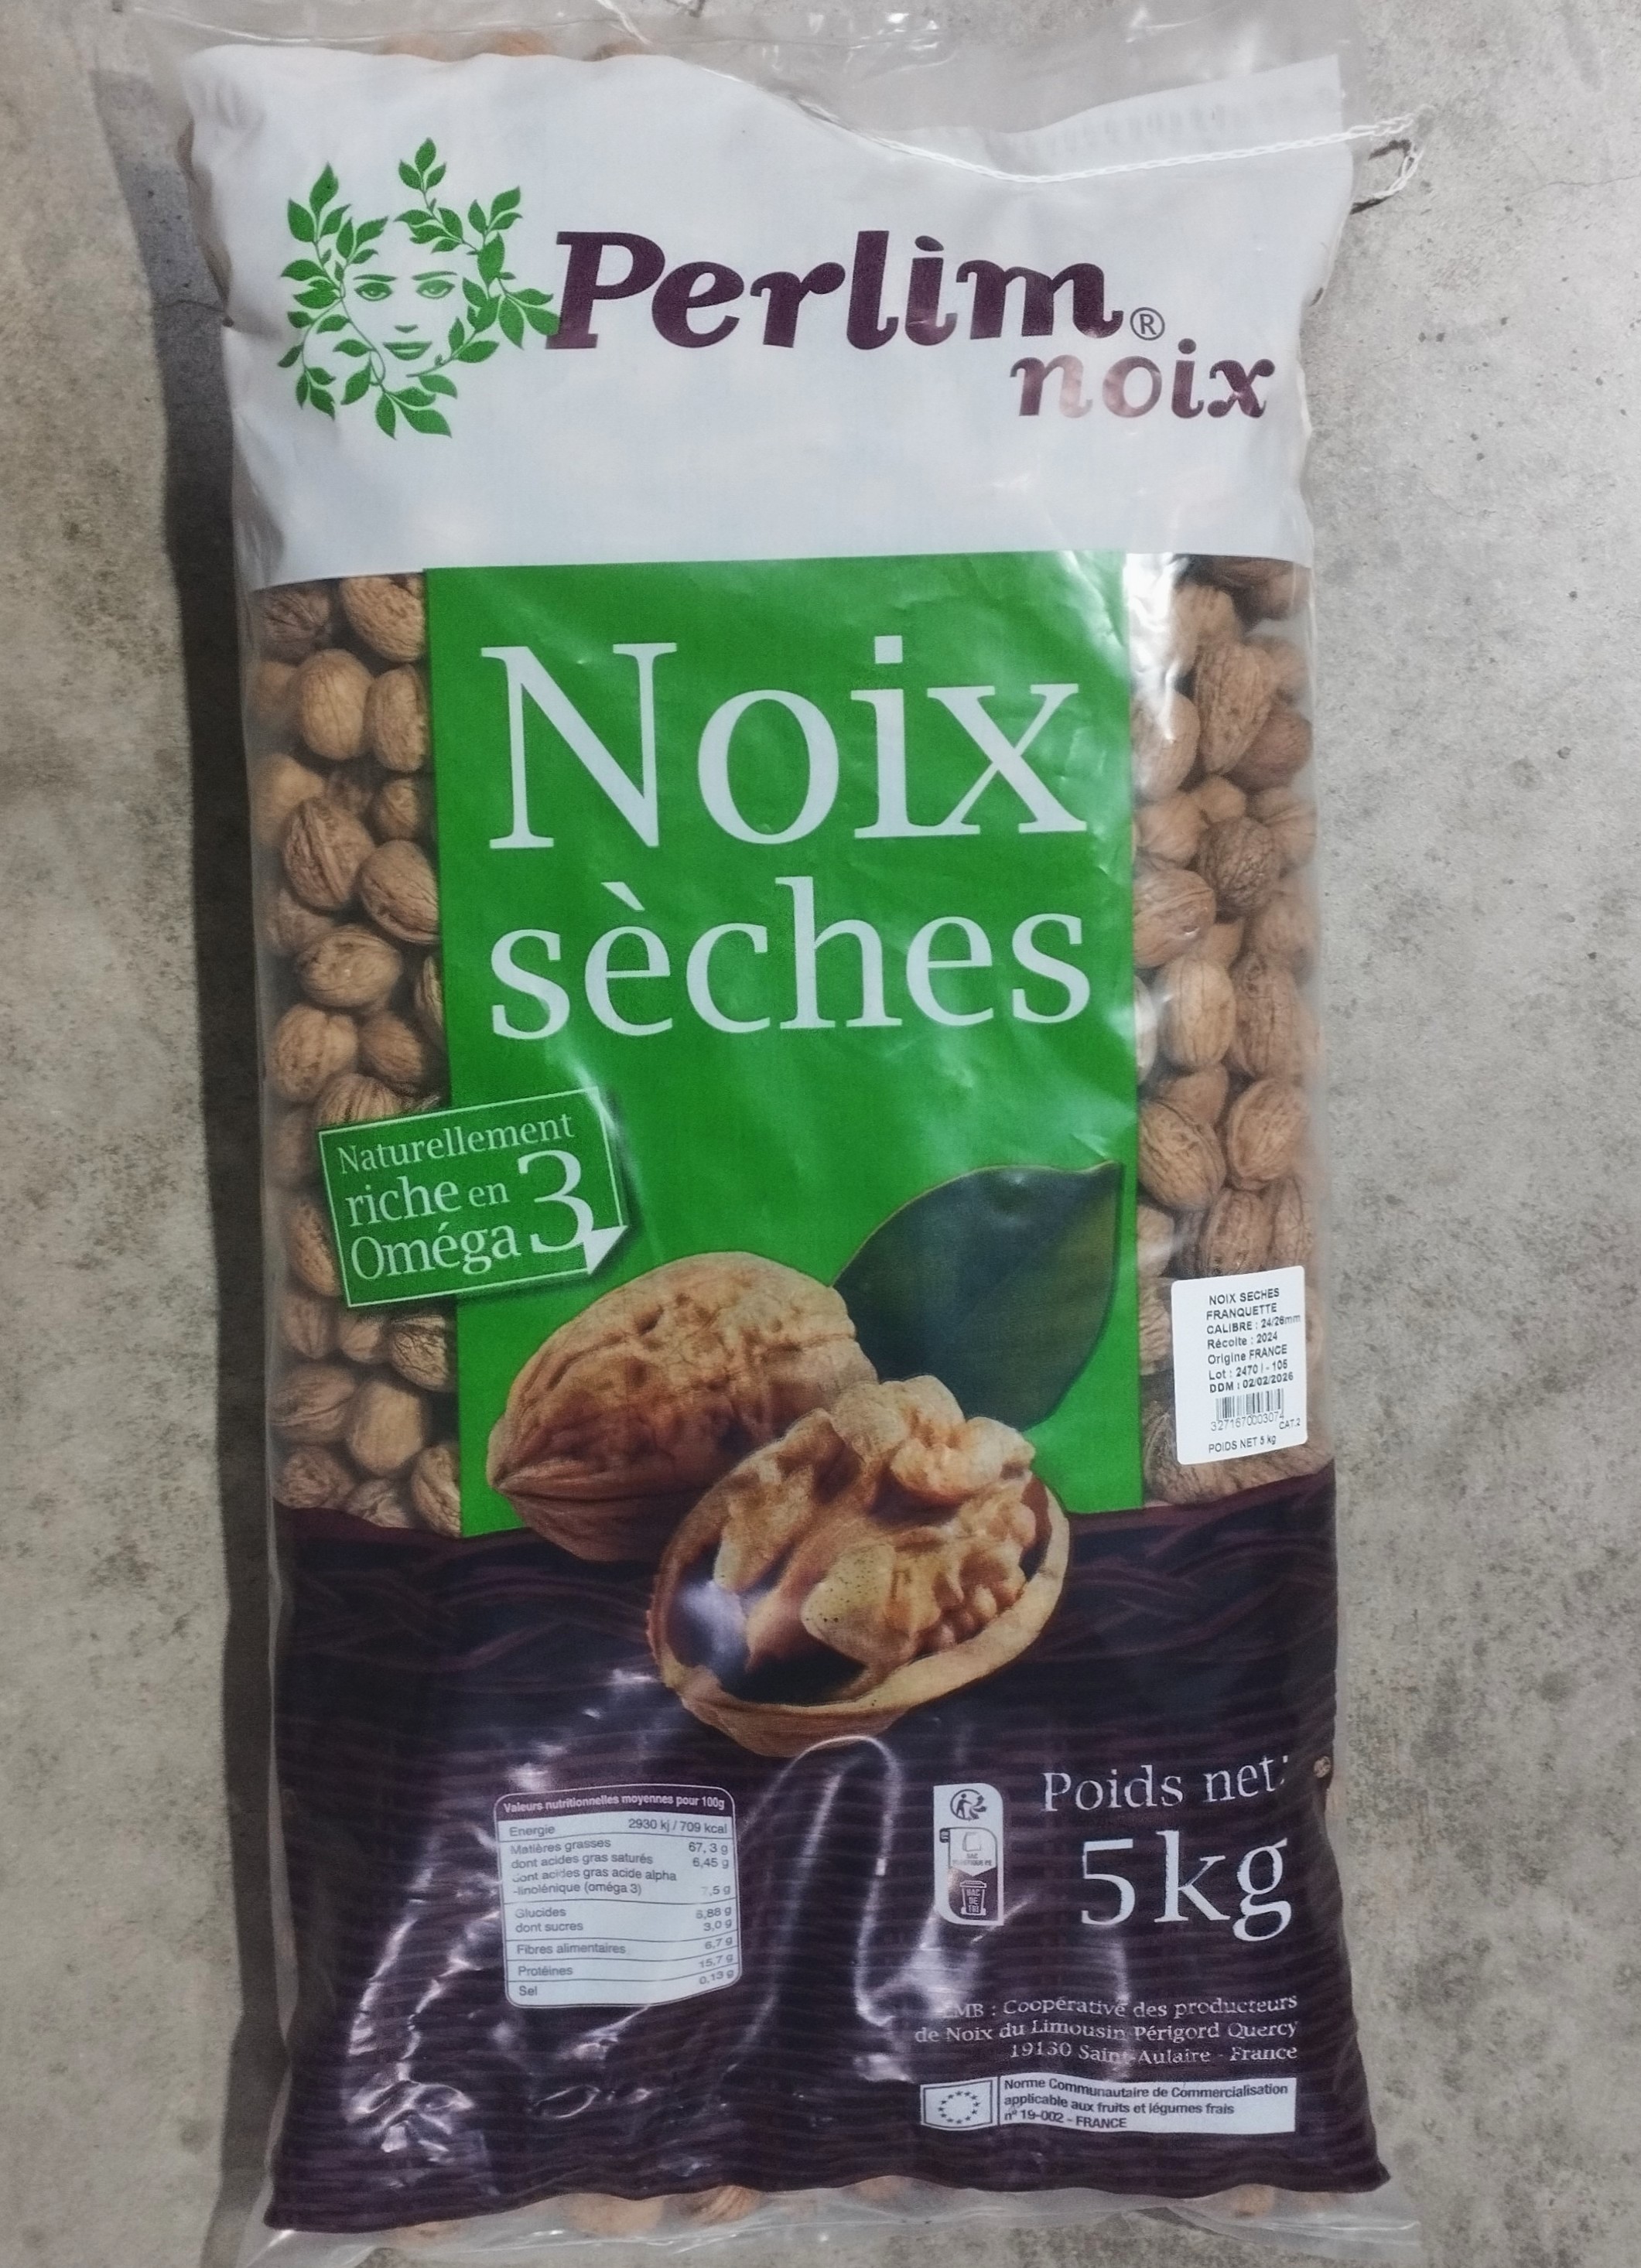 Perlim®
noix
Noix
sèches
Naturellement
riche en
Oméga 3
NOIX SECHES
FRANQUETTE
CALIBRE : 24/26mm
Récolte : 2024
Origine FRANCE
Lot : 2470 I - 106
DDM : 02/02/2026
3271670003074
CAT.2
POIDS NET 5 kg
Valeurs nutritionnelles moyennes pour 100g
Energie 2930 kj / 709 kcal
Matières grasses 67, 3 g
dont acides gras saturés 6,45 g
dont acides gras acide alpha
-linolénique (oméga 3) 7,5 g
Glucides 6,88 g
dont sucres 3,0 g
Fibres alimentaires 6,7 g
Protéines 15,7 g
Sel 0,13 g
BAC
DE
TRI
Poids net:
5kg
EMB : Coopérative des producteurs
de Noix du Limousin Périgord Quercy
19130 Saint-Aulaire - France
Norme Communautaire de Commercialisation
applicable aux fruits et légumes frais
n° 19-002 - FRANCE